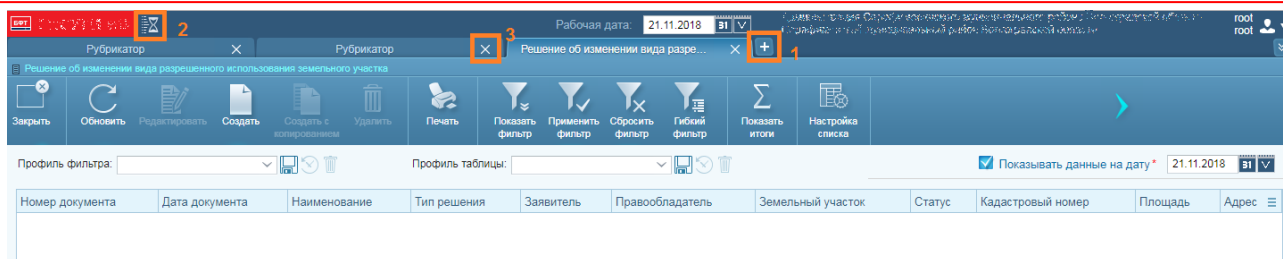 БФТ 2 Рабочая дата: 21.11.2018 31 root
root
Рубрикатор Рубрикатор 3 Решение об изменении вида разре... 1
Решение об изменении вида разрешенного использования земельного участка
Закрыть Обновить Редактировать Создать Создать с копированием Удалить Печать Показать фильтр Применить фильтр Сбросить фильтр Гибкий фильтр Показать итоги Настройка списка
Профиль фильтра: Профиль таблицы: Показывать данные на дату* 21.11.2018 31
Номер документа Дата документа Наименование Тип решения Заявитель Правообладатель Земельный участок Статус Кадастровый номер Площадь Адрес